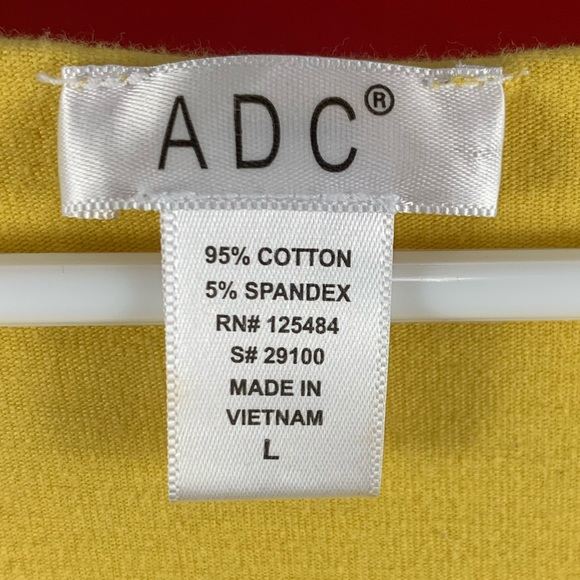 ADC®
95% COTTON
5% SPANDEX
RN# 125484
S# 29100
MADE IN
VIETNAM
L